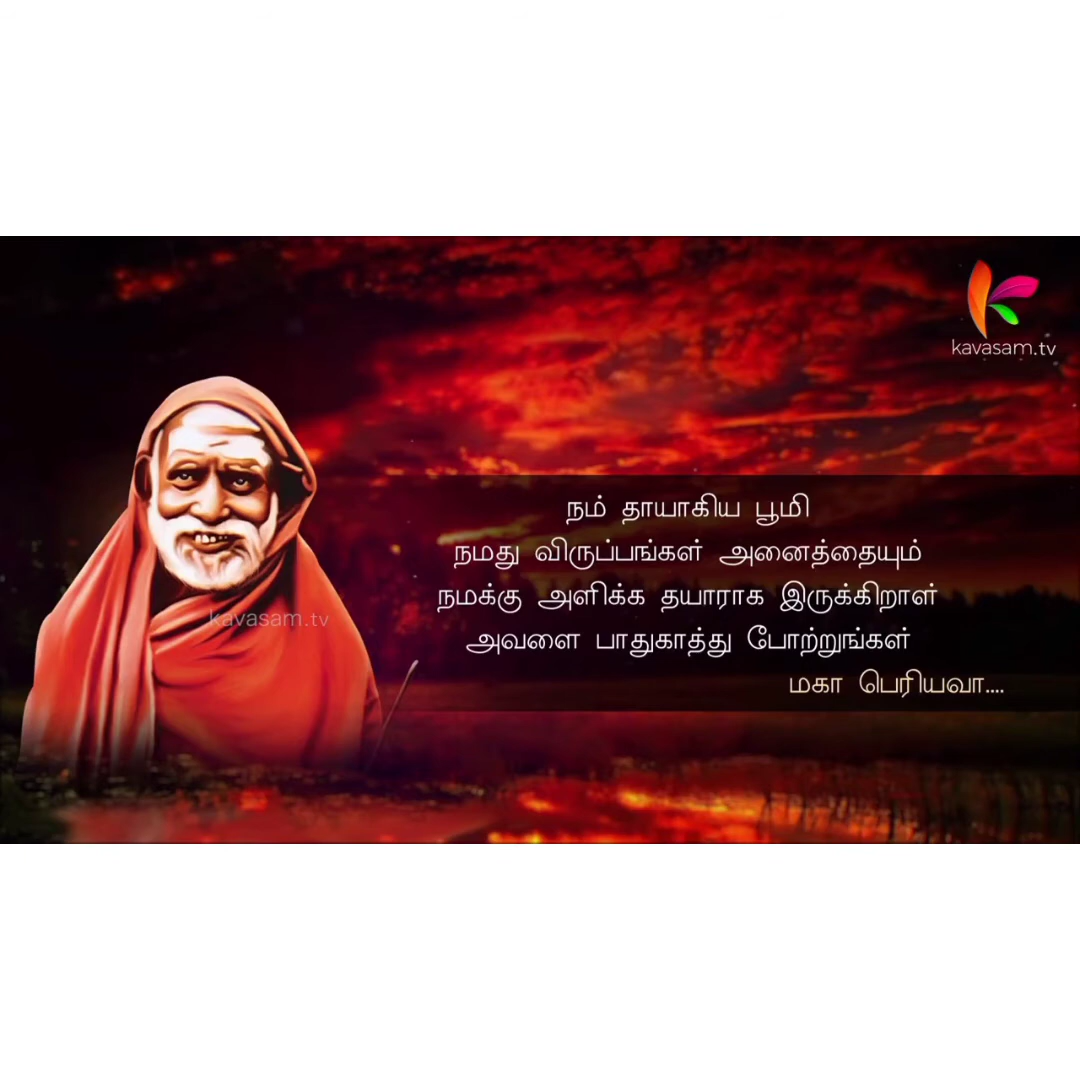 kavasam.tv
நம் தாயாகிய பூமி
நமது விருப்பங்கள் அனைத்தையும்
நமக்கு அளிக்க தயாராக இருக்கிறாள்
அவளை பாதுகாத்து போற்றுங்கள்
மகா பெரியவா....
kavasam.tv